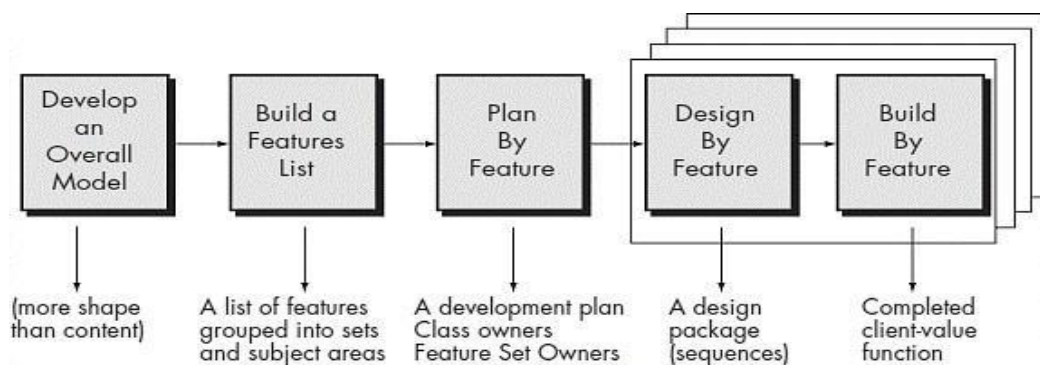 Develop
an
Overall
Model
Build a
Features
List
Plan
By
Feature
Design
By
Feature
Build
By
Feature
(more shape
than content)
A list of features
grouped into sets
and subject areas
A development plan
Class owners
Feature Set Owners
A design
package
(sequences)
Completed
client-value
function